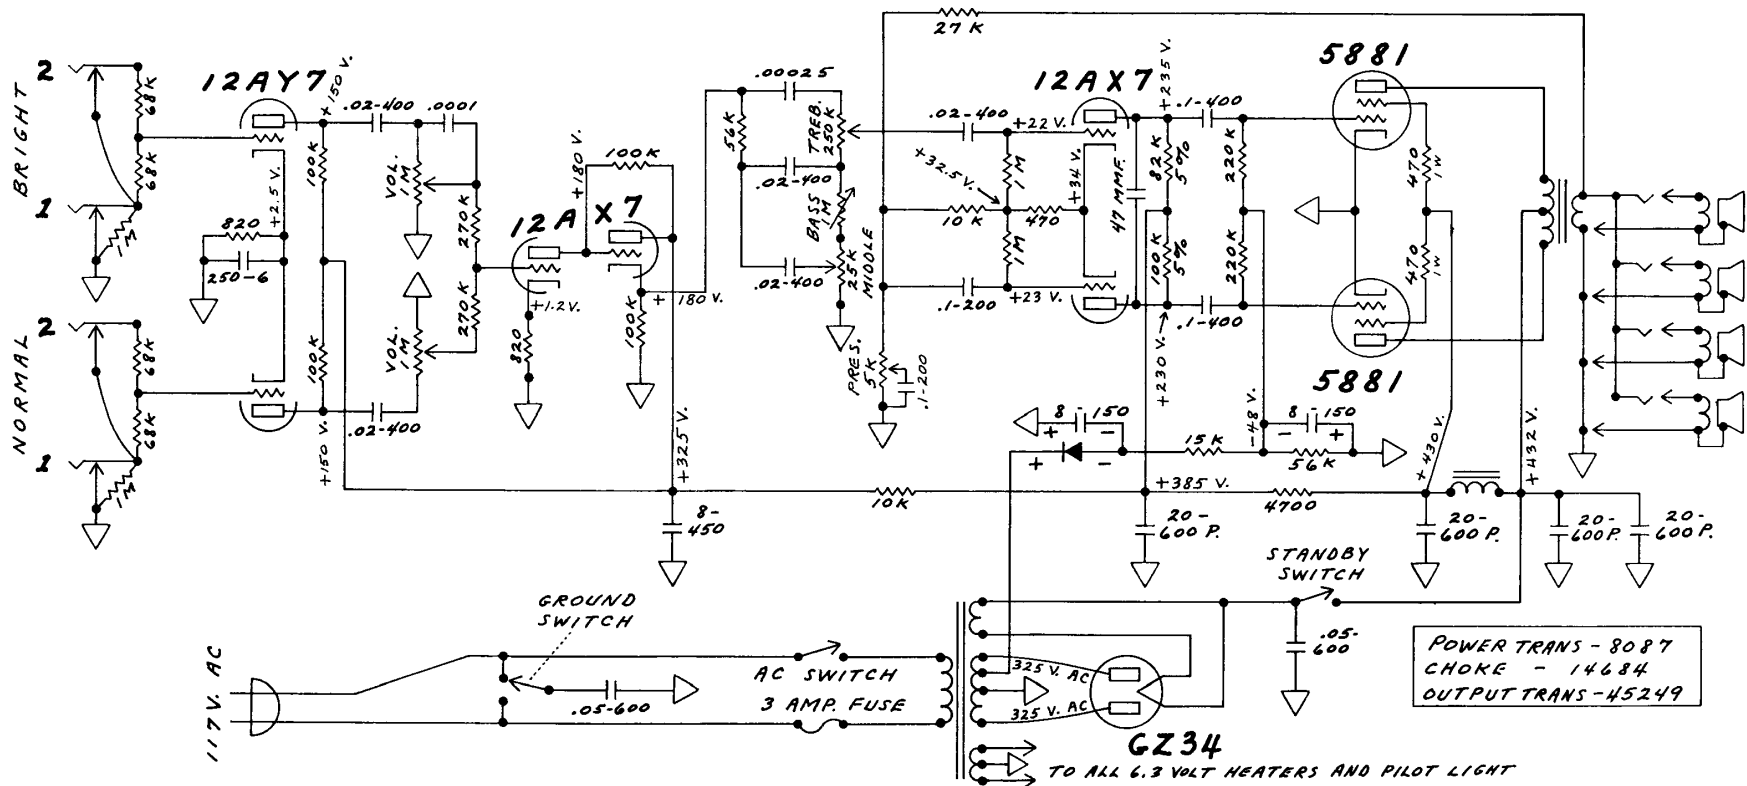 27 K
5881
2
BRIGHT
68K
68K
1
1M
12AY7
+150 V.
.02-400
.0001
100K
VOL.
1M
+2.5 V.
820
250-6
270K
270K
2
NORMAL
68K
68K
1
1M
100K
VOL.
1M
+150 V.
.02-400
+180 V.
100K
12AX7
+1.2V.
820
100K
+180 V.
+325 V.
.00025
56K
TREB.
250K
.02-400
BASS
1M
.02-400
25K
MIDDLE
PRES.
5K
.1-200
12AX7
.02-400
+22 V.
+32.5 V.
1M
+34 V.
10 K
470
1M
.1-200
+23 V.
47 MMF.
+235 V.
.1-400
82K
5%
100K
5%
220K
220K
.1-400
+230 V.
470
1W
470
1W
5881
8 - 150
+ -
+ -
15K
-48 V.
8 - 150
- +
56K
+430V.
+432 V.
10K
+385 V.
4700
8-
450
20-
600 P.
20-
600 P.
20-
600P.
20-
600 P.
STANDBY
SWITCH
GROUND
SWITCH
.05-
600
117 V. AC
AC SWITCH
3 AMP. FUSE
.05-600
325 V. AC
325 V. AC
GZ34
TO ALL 6.3 VOLT HEATERS AND PILOT LIGHT
POWER TRANS - 8087
CHOKE - 14684
OUTPUT TRANS - 45249